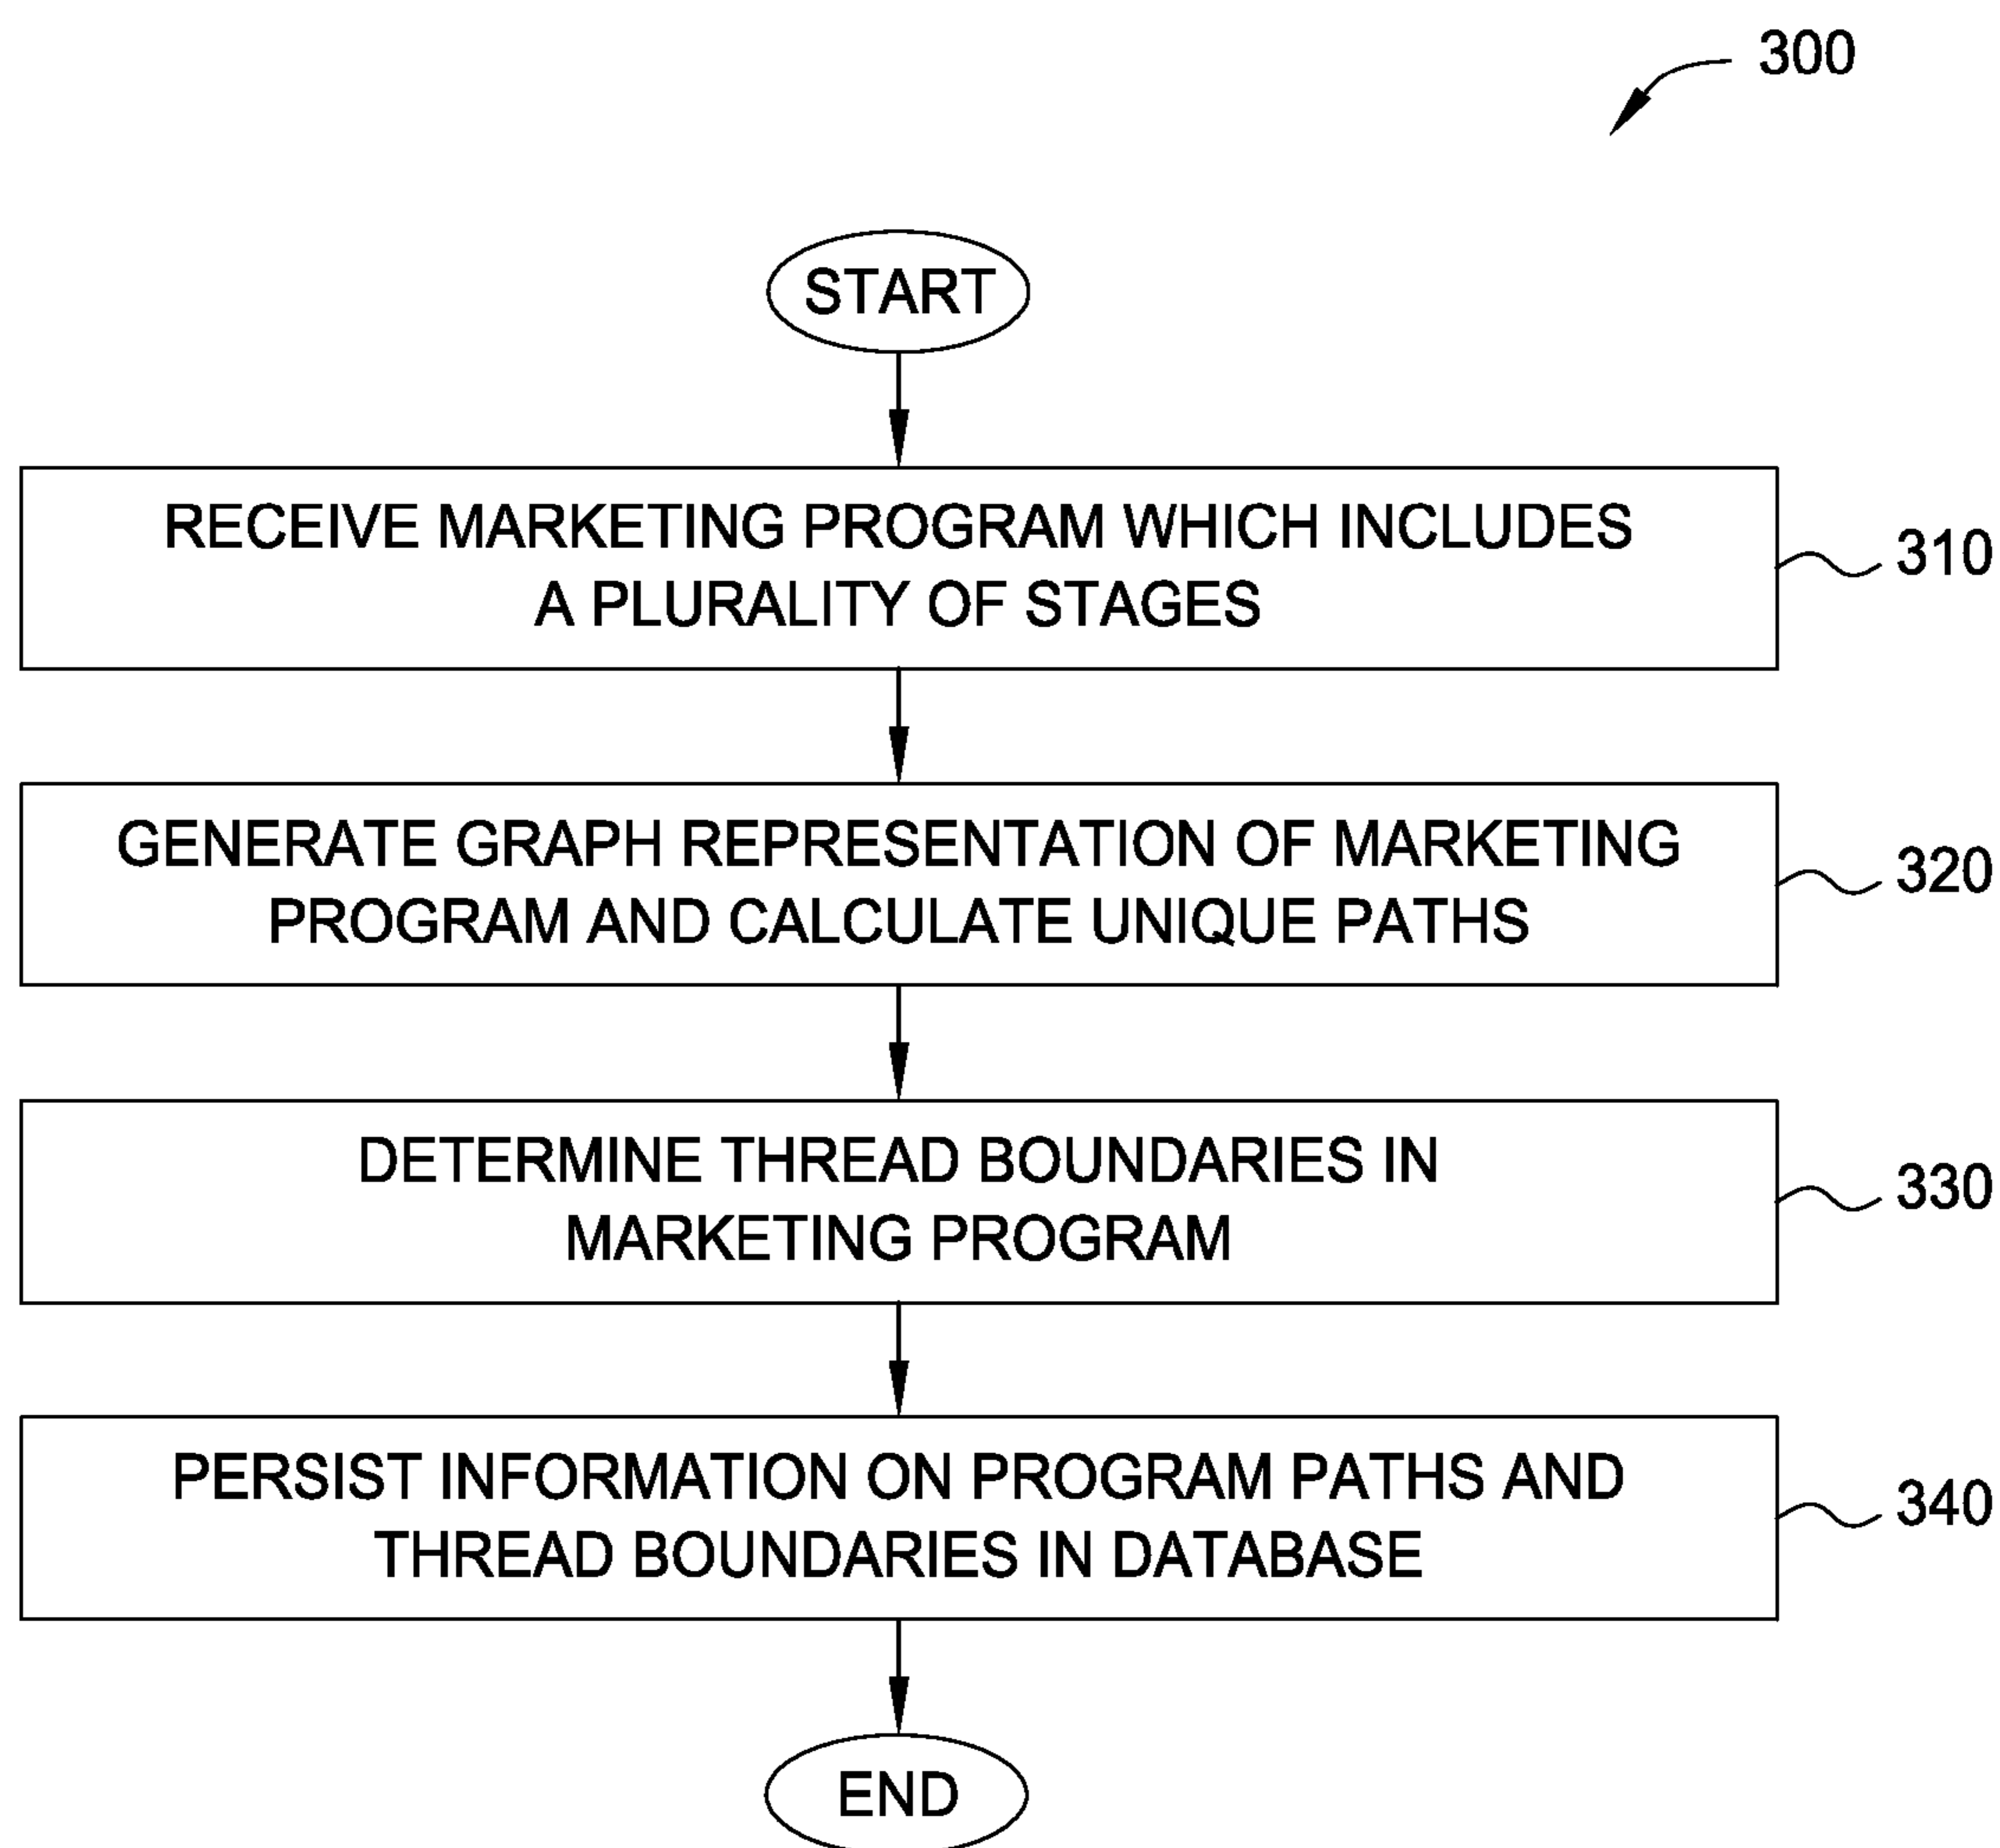 300
START
RECEIVE MARKETING PROGRAM WHICH INCLUDES
A PLURALITY OF STAGES
310
GENERATE GRAPH REPRESENTATION OF MARKETING
PROGRAM AND CALCULATE UNIQUE PATHS
320
DETERMINE THREAD BOUNDARIES IN
MARKETING PROGRAM
330
PERSIST INFORMATION ON PROGRAM PATHS AND
THREAD BOUNDARIES IN DATABASE
340
END